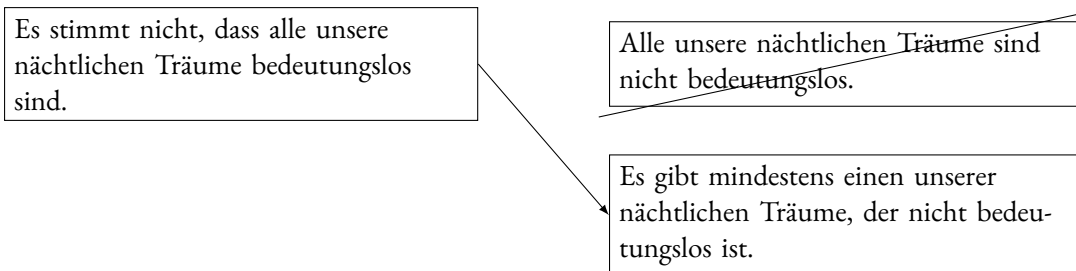 Es stimmt nicht, dass alle unsere
nächtlichen Träume bedeutungslos
sind.
Alle unsere nächtlichen Träume sind
nicht bedeutungslos.
Es gibt mindestens einen unserer
nächtlichen Träume, der nicht bedeu-
tungslos ist.